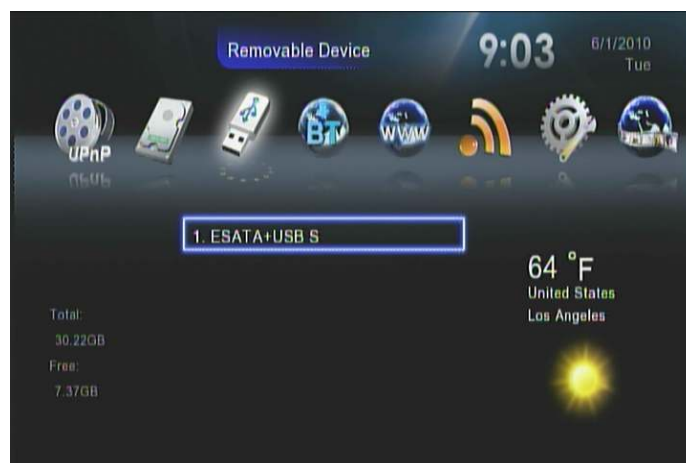 Removable Device
9:03
6/1/2010
Tue
UPnP
BT
WWW
1. ESATA+USB S
64 °F
United States
Los Angeles
Total:
30.22GB
Free:
7.37GB